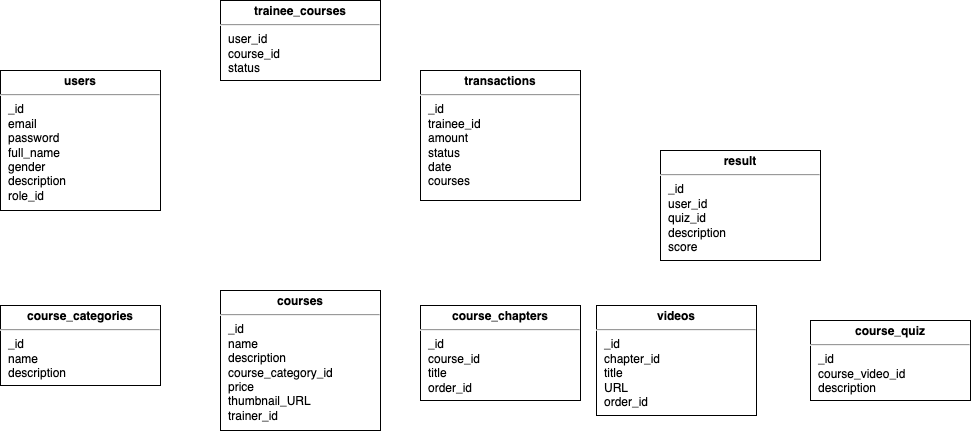 trainee_courses
user_id
course_id
status
users
_id
email
password
full_name
gender
description
role_id
transactions
_id
trainee_id
amount
status
date
courses
result
_id
user_id
quiz_id
description
score
course_categories
_id
name
description
courses
_id
name
description
course_category_id
price
thumbnail_URL
trainer_id
course_chapters
_id
course_id
title
order_id
videos
_id
chapter_id
title
URL
order_id
course_quiz
_id
course_video_id
description